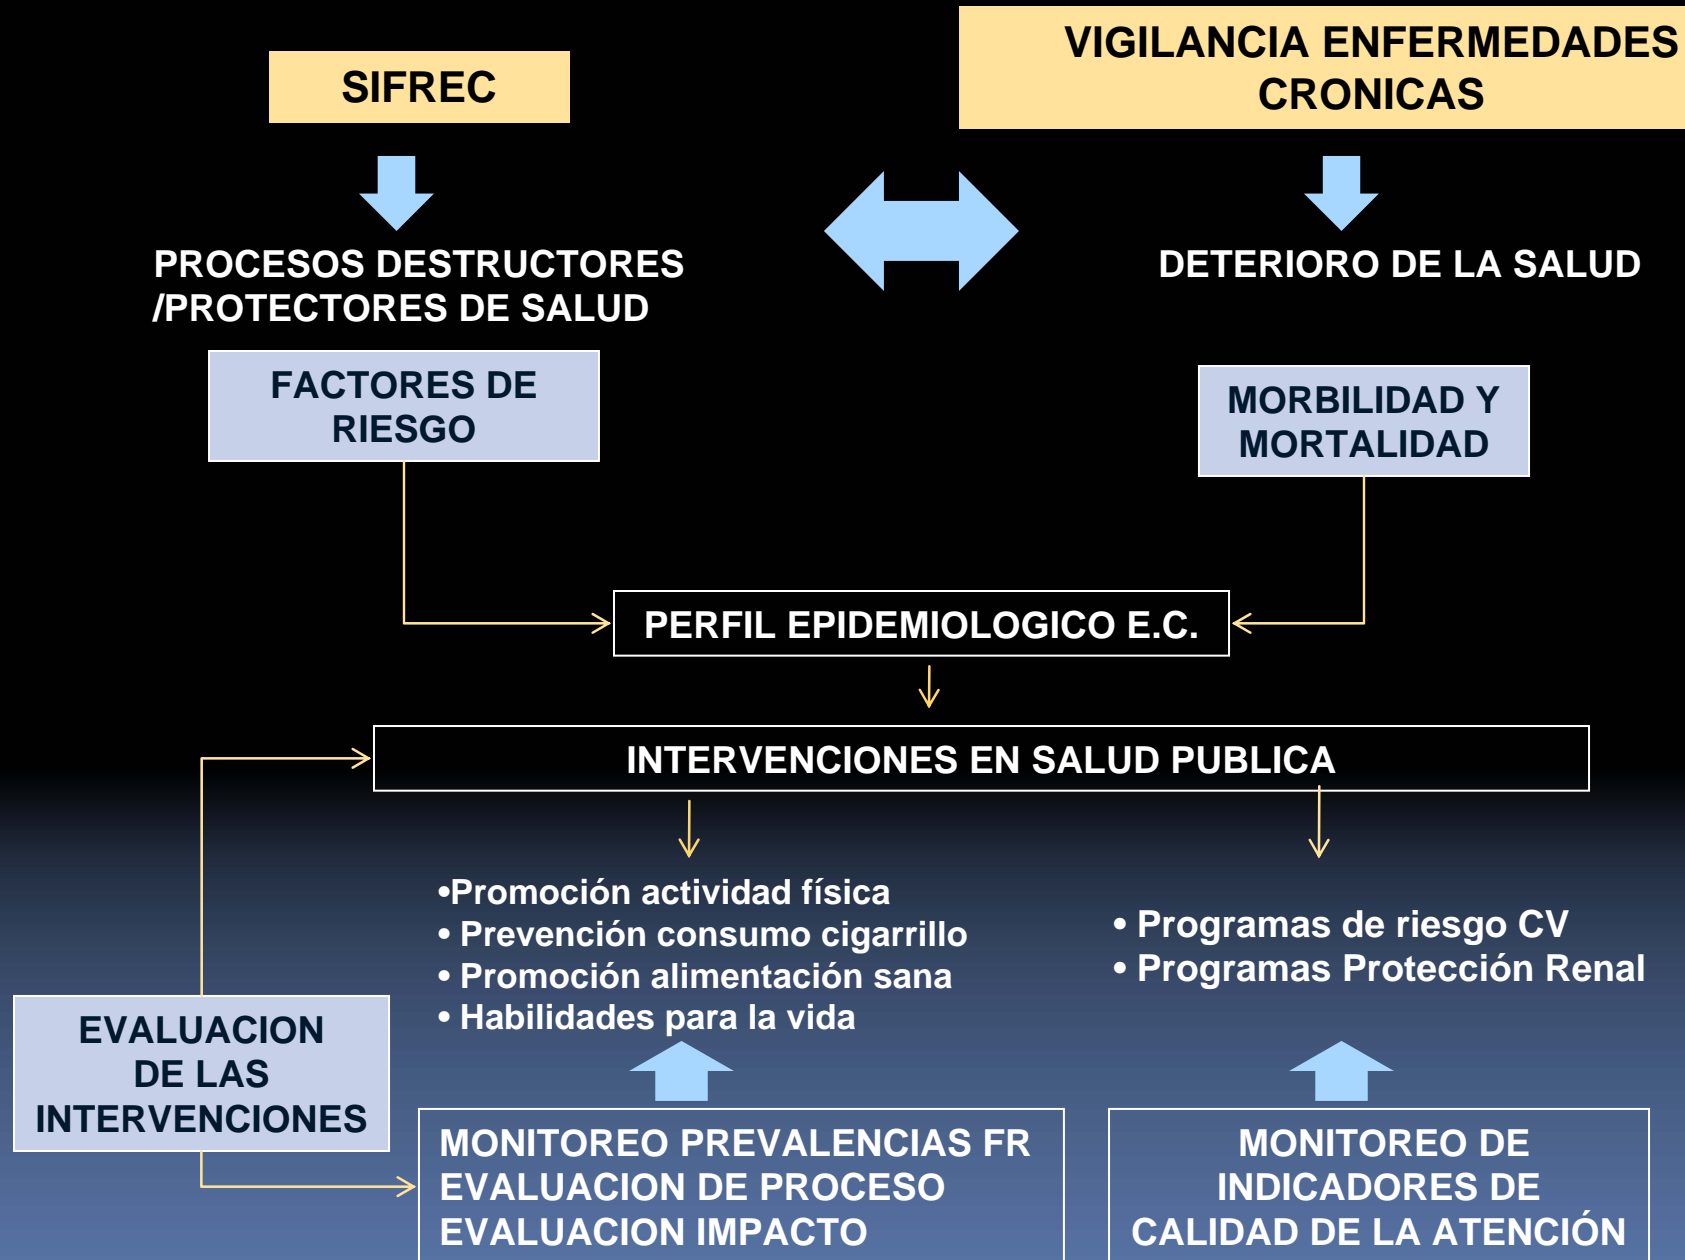 SIFREC
VIGILANCIA ENFERMEDADES
CRONICAS
PROCESOS DESTRUCTORES
/PROTECTORES DE SALUD
DETERIORO DE LA SALUD
FACTORES DE
RIESGO
MORBILIDAD Y
MORTALIDAD
PERFIL EPIDEMIOLOGICO E.C.
INTERVENCIONES EN SALUD PUBLICA
•Promoción actividad física
• Prevención consumo cigarrillo
• Promoción alimentación sana
• Habilidades para la vida
• Programas de riesgo CV
• Programas Protección Renal
EVALUACION
DE LAS
INTERVENCIONES
MONITOREO PREVALENCIAS FR
EVALUACION DE PROCESO
EVALUACION IMPACTO
MONITOREO DE
INDICADORES DE
CALIDAD DE LA ATENCIÓN